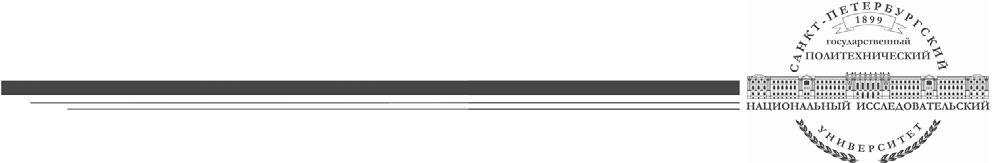 САНКТ-ПЕТЕРБУРГСКИЙ
1899
государственный
ПОЛИТЕХНИЧЕСКИЙ
НАЦИОНАЛЬНЫЙ ИССЛЕДОВАТЕЛЬСКИЙ
УНИВЕРСИТЕТ